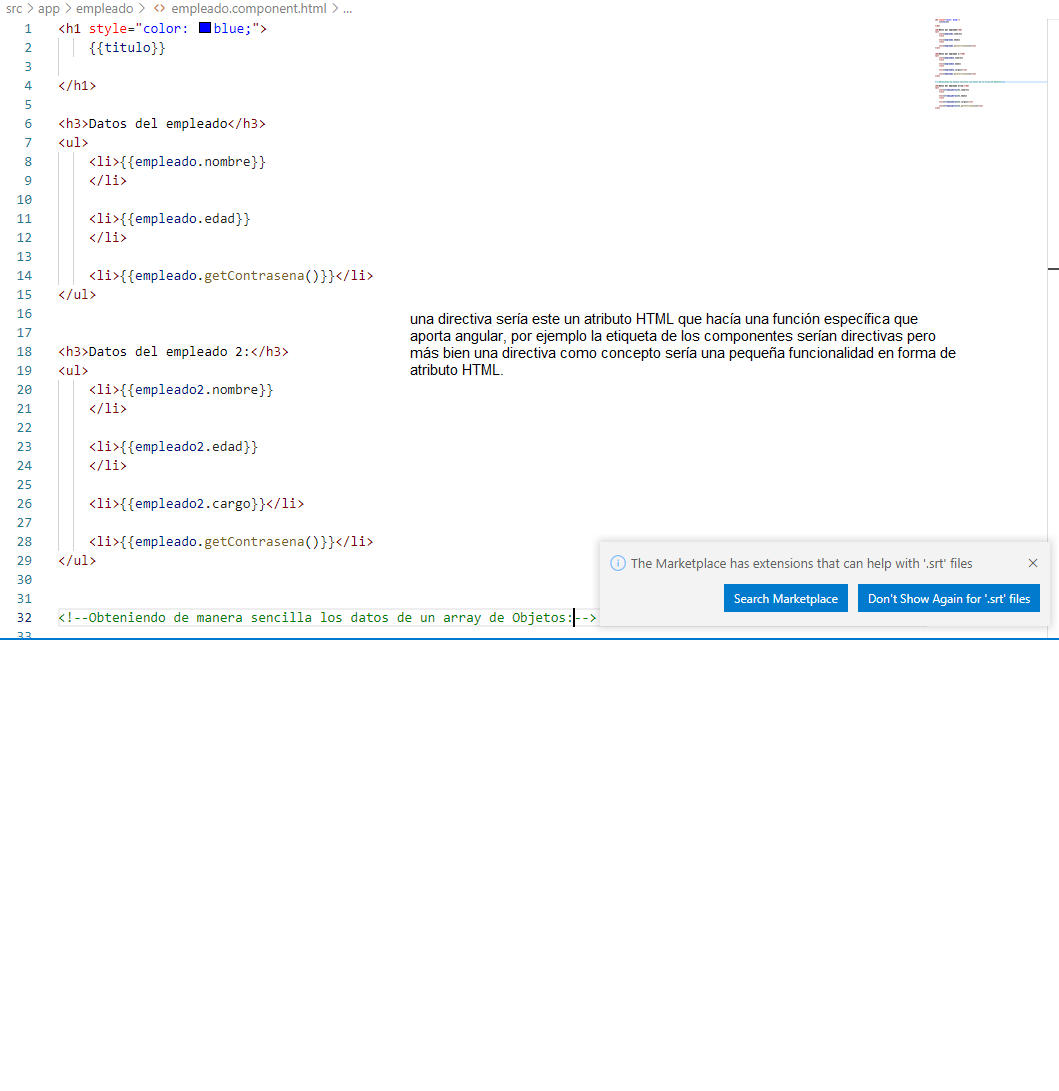 src > app > empleado > <> empleado.component.html > ...
1 <h1 style="color: blue;">
2 {{titulo}}
3
4 </h1>
5
6 <h3>Datos del empleado</h3>
7 <ul>
8 <li>{{empleado.nombre}}
9 </li>
10
11 <li>{{empleado.edad}}
12 </li>
13
14 <li>{{empleado.getContrasena()}}</li>
15 </ul>
16
una directiva sería este un atributo HTML que hacía una función específica que
aporta angular, por ejemplo la etiqueta de los componentes serían directivas pero
más bien una directiva como concepto sería una pequeña funcionalidad en forma de
atributo HTML.
17
18 <h3>Datos del empleado 2:</h3>
19 <ul>
20 <li>{{empleado2.nombre}}
21 </li>
22
23 <li>{{empleado2.edad}}
24 </li>
25
26 <li>{{empleado2.cargo}}</li>
27
28 <li>{{empleado.getContrasena()}}</li>
29 </ul>
30
31
32 <!--Obteniendo de manera sencilla los datos de un array de Objetos:-->
33
The Marketplace has extensions that can help with '.srt' files
Search Marketplace
Don't Show Again for '.srt' files